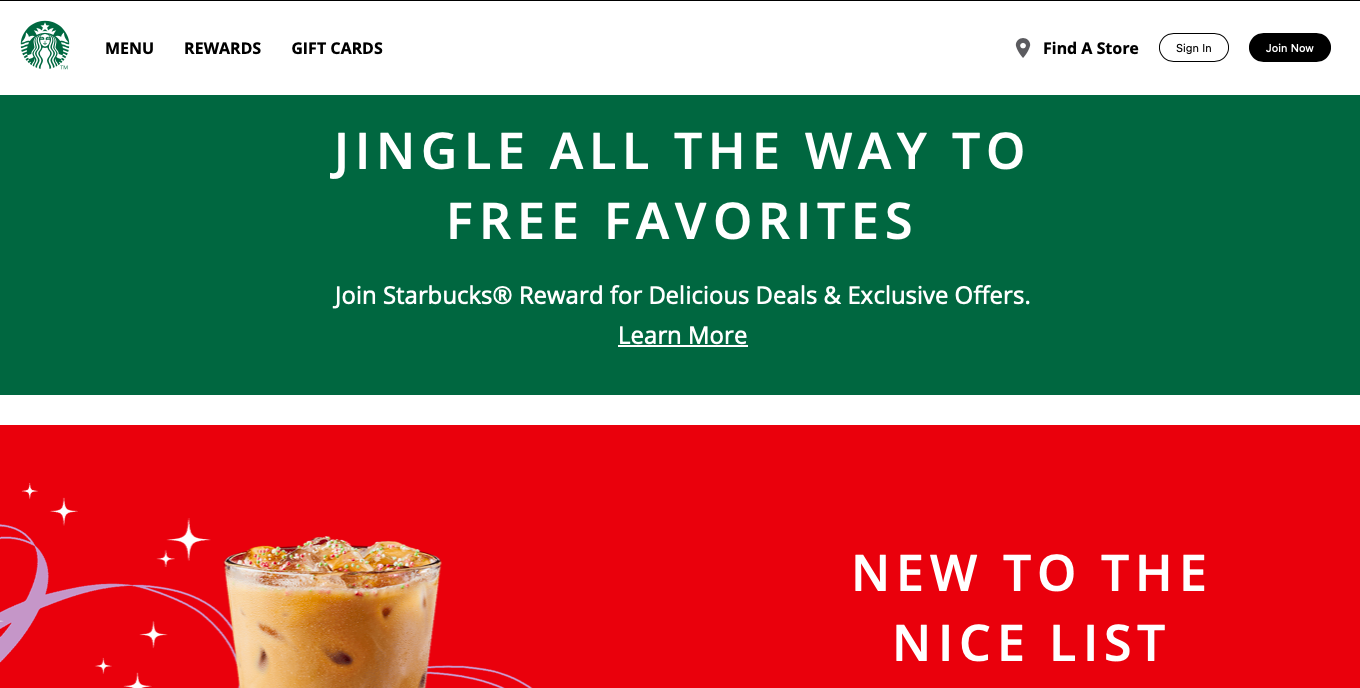 MENU REWARDS GIFT CARDS Find A Store Sign In Join Now
JINGLE ALL THE WAY TO
FREE FAVORITES
Join Starbucks® Reward for Delicious Deals & Exclusive Offers.
Learn More
NEW TO THE
NICE LIST